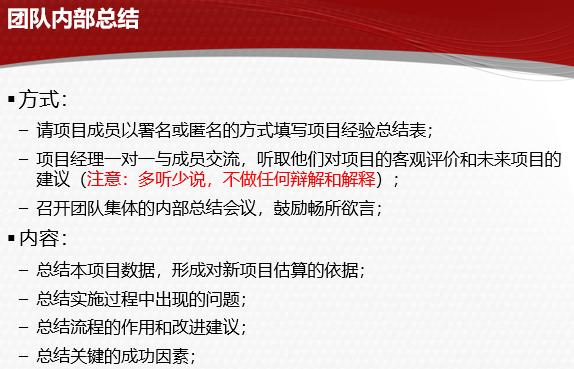 团队内部总结
▪方式：
– 请项目成员以署名或匿名的方式填写项目经验总结表；
– 项目经理一对一与成员交流，听取他们对项目的客观评价和未来项目的
建议（注意：多听少说，不做任何辩解和解释）；
– 召开团队集体的内部总结会议，鼓励畅所欲言；
▪内容：
– 总结本项目数据，形成对新项目估算的依据；
– 总结实施过程中出现的问题；
– 总结流程的作用和改进建议；
– 总结关键的成功因素；